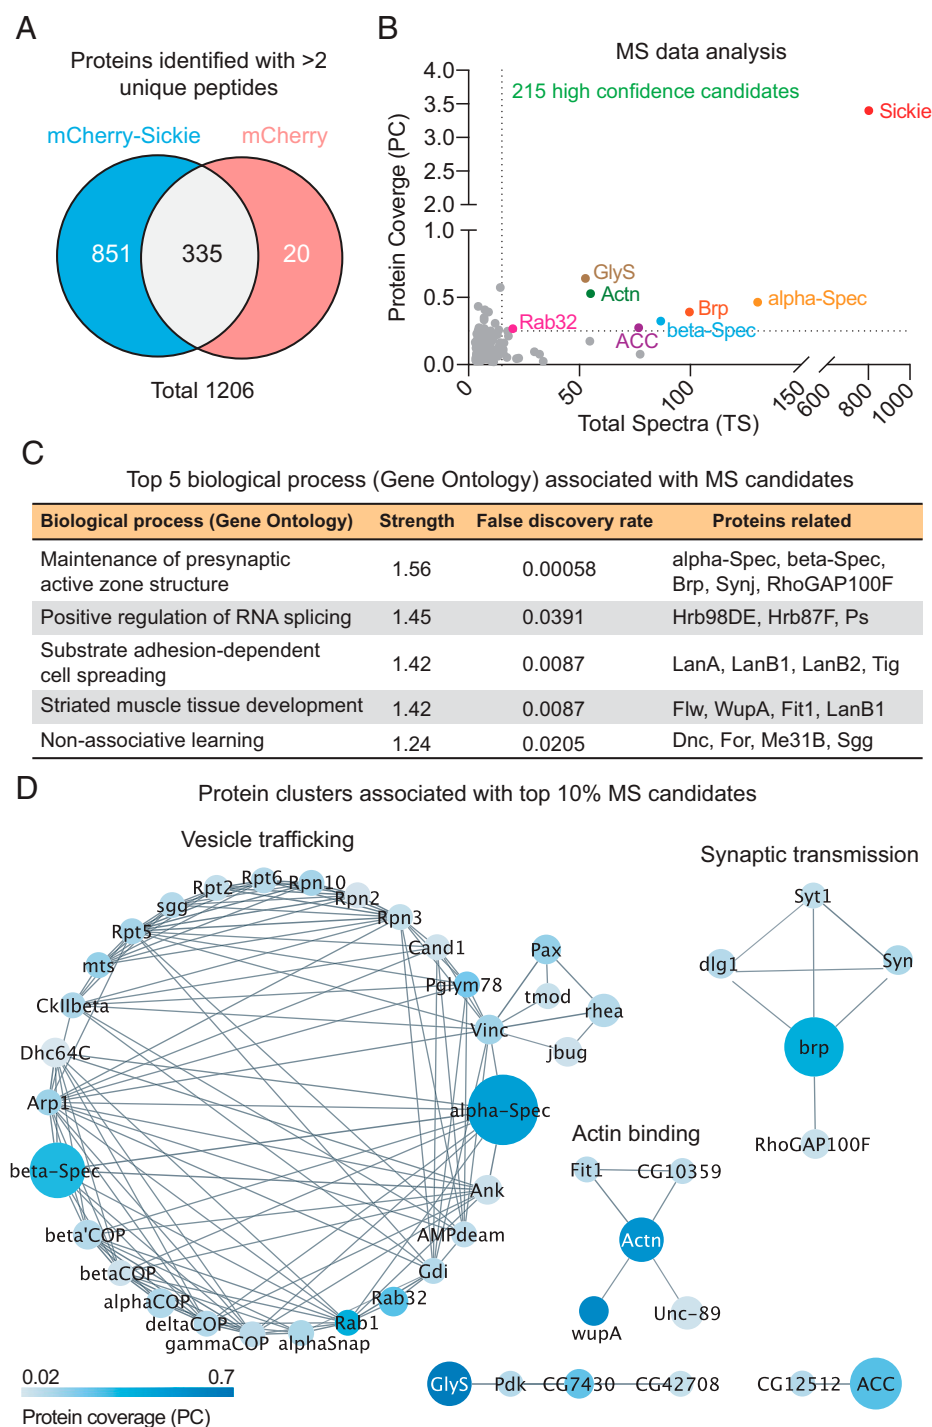 A
Proteins identified with >2
unique peptides
mCherry-Sickie
mCherry
851
335
20
Total 1206
B
MS data analysis
Protein Coverge (PC)
4.0
3.5
3.0
2.5
2.0
1.0
0.5
0.0
215 high confidence candidates
Sickie
GlyS
Actn
Rab32
ACC
Brp
beta-Spec
alpha-Spec
0
50
100
150
600
800
1000
Total Spectra (TS)
C
Top 5 biological process (Gene Ontology) associated with MS candidates
Biological process (Gene Ontology) Strength False discovery rate Proteins related
Maintenance of presynaptic
active zone structure
1.56
0.00058
alpha-Spec, beta-Spec,
Brp, Synj, RhoGAP100F
Positive regulation of RNA splicing 1.45 0.0391 Hrb98DE, Hrb87F, Ps
Substrate adhesion-dependent
cell spreading
1.42
0.0087
LanA, LanB1, LanB2, Tig
Striated muscle tissue development 1.42 0.0087 Flw, WupA, Fit1, LanB1
Non-associative learning 1.24 0.0205 Dnc, For, Me31B, Sgg
D
Protein clusters associated with top 10% MS candidates
Vesicle trafficking
Rpt6
Rpn10
Rpt2
Rpn2
sgg
Rpn3
Rpt5
Cand1
mts
Pglym78
CkIIbeta
Vinc
Dhc64C
Arp1
alpha-Spec
beta-Spec
Ank
beta'COP
AMPdeam
betaCOP
Gdi
alphaCOP
Rab32
deltaCOP
Rab1
gammaCOP
alphaSnap
Pax
tmod
rhea
jbug
Synaptic transmission
Syt1
dlg1
Syn
brp
RhoGAP100F
Actin binding
Fit1
CG10359
Actn
wupA
Unc-89
GlyS
Pdk
CG7430
CG42708
CG12512
ACC
0.02
0.7
Protein coverage (PC)